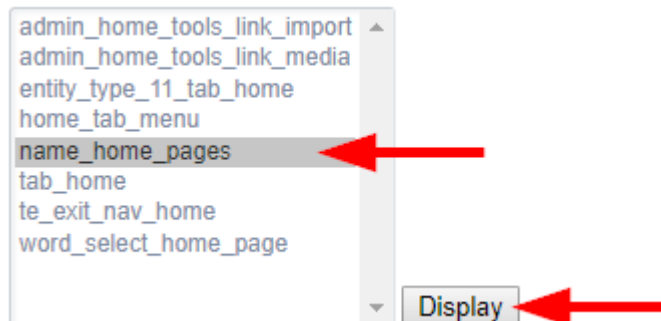 admin_home_tools_link_import
admin_home_tools_link_media
entity_type_11_tab_home
home_tab_menu
name_home_pages
tab_home
te_exit_nav_home
word_select_home_page
Display